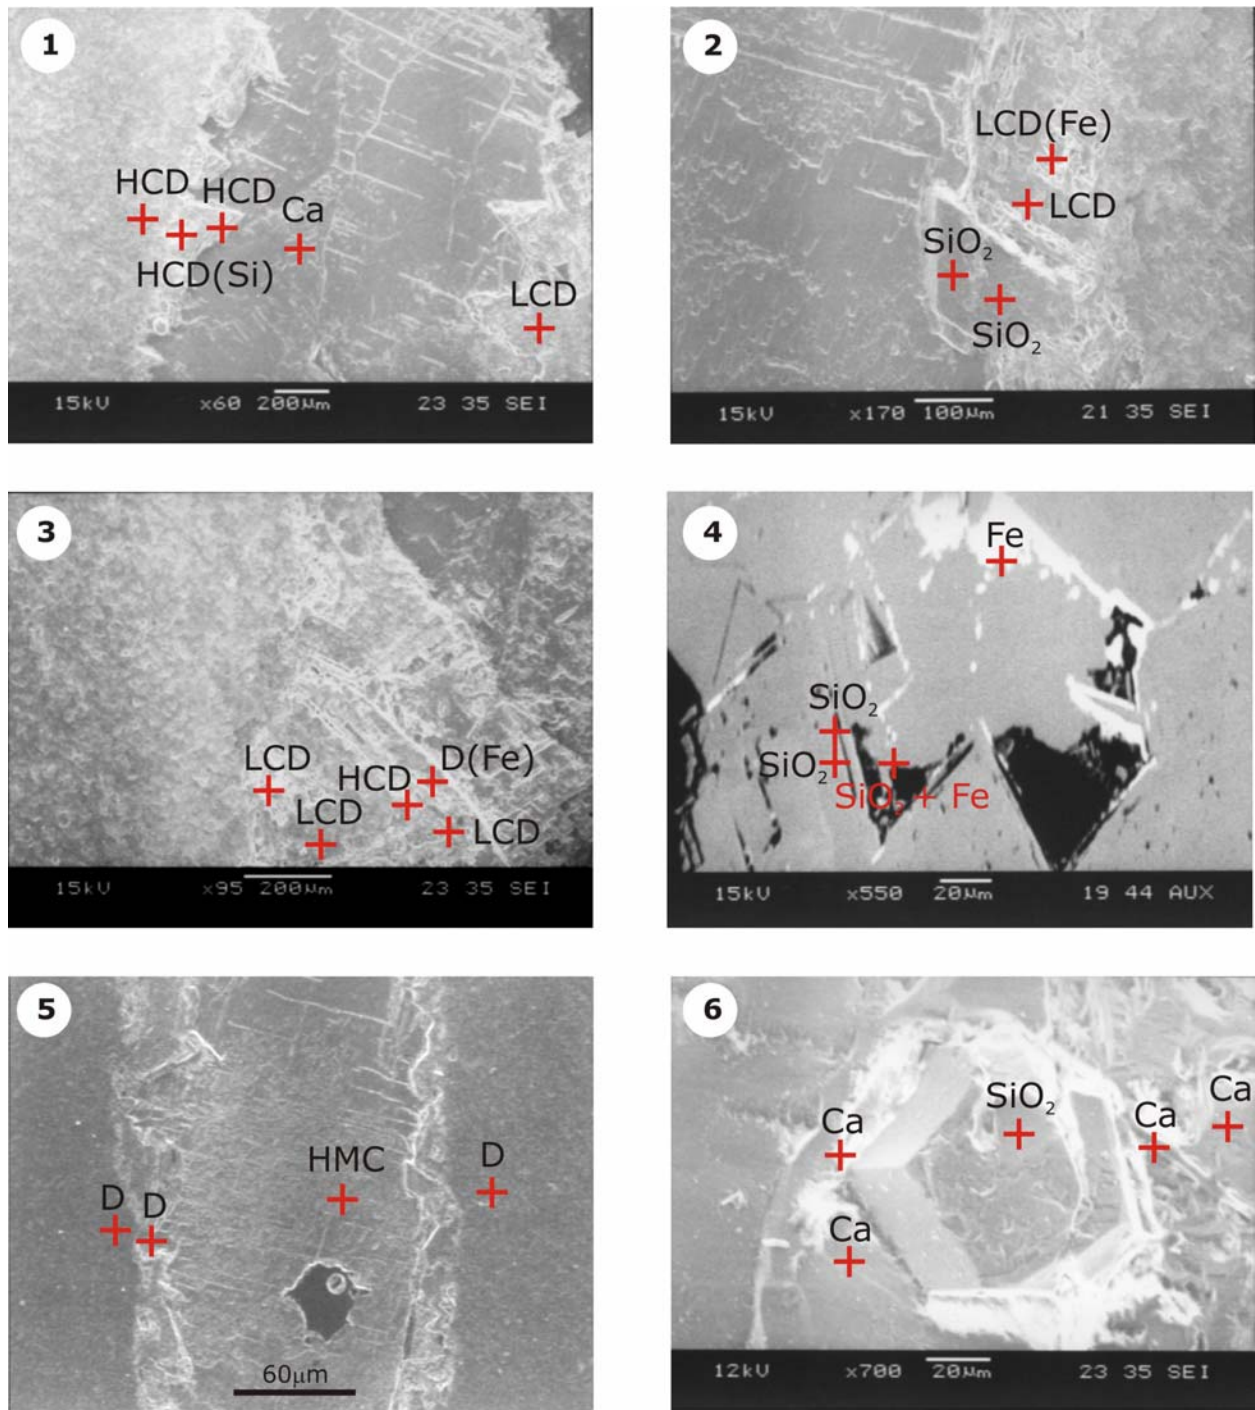 1
HCD
HCD
Ca
HCD(Si)
LCD
15kV x60 200µm 23 35 SEI
2
LCD(Fe)
LCD
SiO₂
SiO₂
15kV x170 100µm 21 35 SEI
3
LCD
HCD
D(Fe)
LCD
LCD
15kV x95 200µm 23 35 SEI
4
Fe
SiO₂
SiO₂
SiO₂ + Fe
15kV x550 20µm 19 44 AUX
5
HMC
D
D
D
60µm
6
SiO₂
Ca
Ca
Ca
Ca
12kV x700 20µm 23 35 SEI